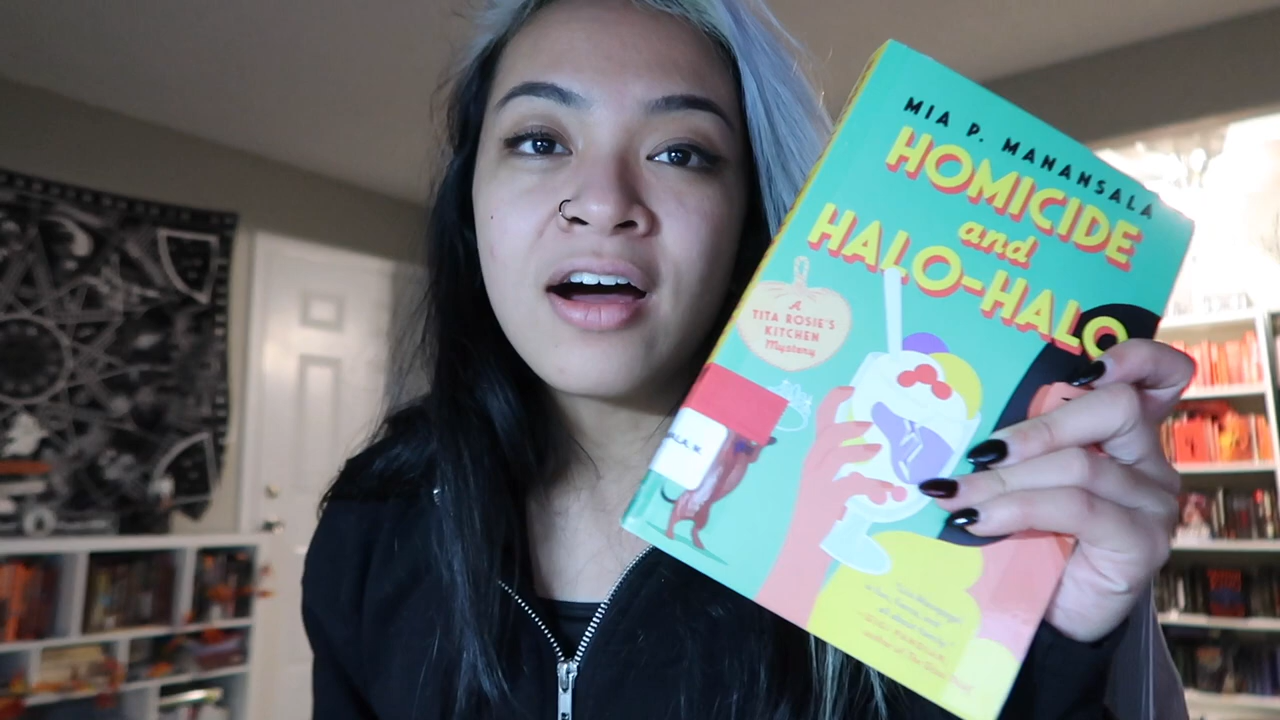 MIA P. MANANSALA
HOMICIDE
and
HALO-HALO
A
TITA ROSIE'S
KITCHEN
Mystery